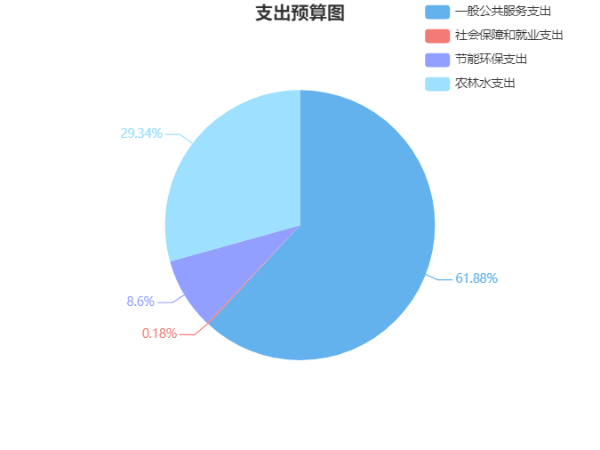 支出预算图
一般公共服务支出
社会保障和就业支出
节能环保支出
农林水支出
29.34%
61.88%
8.6%
0.18%